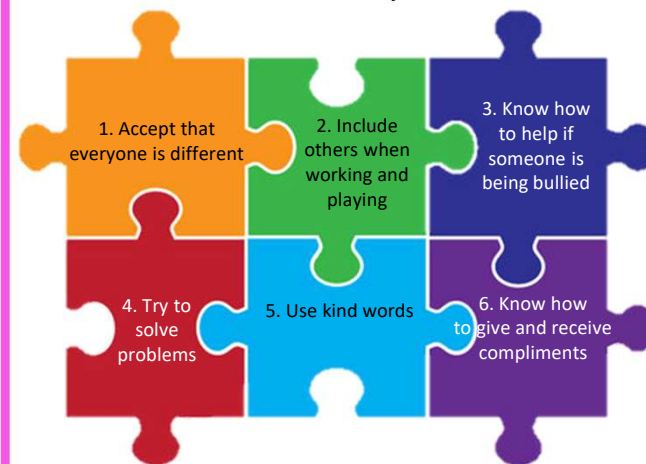 1. Accept that
everyone is different
2. Include
others when
working and
playing
3. Know how
to help if
someone is
being bullied
4. Try to
solve
problems
5. Use kind words
6. Know how
to give and receive
compliments